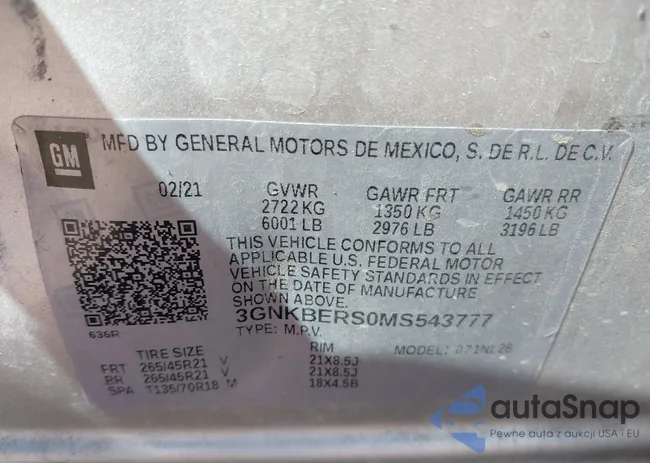 GM
MFD BY GENERAL MOTORS DE MEXICO, S. DE R.L. DE C.V.
02/21 GVWR GAWR FRT GAWR RR
2722 KG 1350 KG 1450 KG
6001 LB 2976 LB 3196 LB
THIS VEHICLE CONFORMS TO ALL
APPLICABLE U.S. FEDERAL MOTOR
VEHICLE SAFETY STANDARDS IN EFFECT
ON THE DATE OF MANUFACTURE
SHOWN ABOVE.
3GNKBERS0MS543777
TYPE: M.P.V. MODEL:
636R
TIRE SIZE RIM
FRT 265/45R21 V 21X8.5J
RR 265/45R21 V 21X8.5J
SPA T135/70R18 M 18X4.5B
autaSnap
Pewne auta z aukcji USA i EU